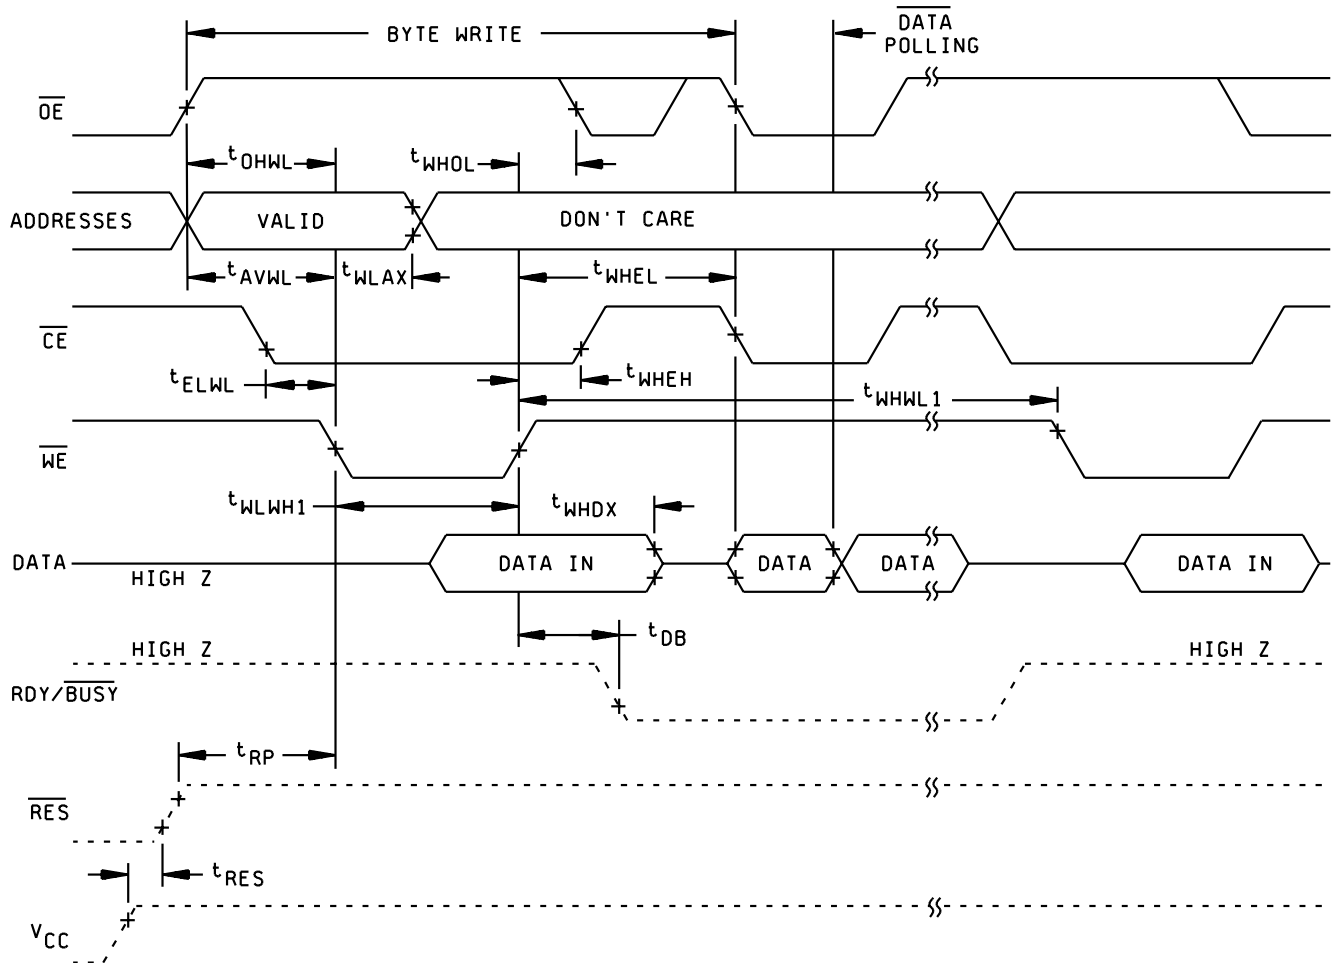 BYTE WRITE
DATA
POLLING
OE
tOHWL
tWHOL
ADDRESSES
VALID
DON'T CARE
tAVWL
tWLAX
tWHEL
CE
tELWL
tWHEH
tWHWL1
WE
tWLWH1
tWHDX
DATA
HIGH Z
DATA IN
DATA
DATA
DATA IN
tDB
HIGH Z
HIGH Z
RDY/BUSY
tRP
RES
tRES
VCC